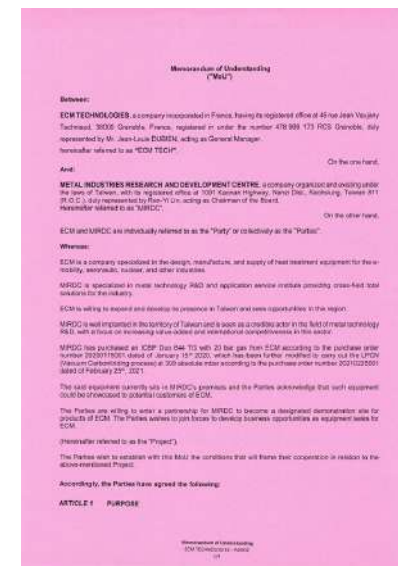 Memorandum of Understanding
("MoU")
Between:
ECM TECHNOLOGIES, a company incorporated in France, having its registered office at 46 rue Jean Vaujany
Technisud, 38000 Grenoble, France, registered in under the number 478 999 173 RCS Grenoble, duly
represented by Mr. Jean-Louis acting as General Manager.
hereinafter referred to as "ECM TECH".
On the one hand,
And:
METAL INDUSTRIES RESEARCH AND DEVELOPMENT CENTRE, a company organized and existing under
the laws of Taiwan, with its registered office at 1001 Kaonan Highway, Nanzi Dist., Kaohsiung, Taiwan 811
(R.O.C.), duly represented by Ren-Yi Lin, acting as Chairman of the Board.
Hereinafter referred to as "MIRDC".
On the other hand,
ECM and MIRDC are individually referred to as the "Party" or collectively as the "Parties".
Whereas:
ECM is a company specialized in the design, manufacture, and supply of heat treatment equipment for the e-
mobility, aeronautic, nuclear, and other industries.
MIRDC is specialized in metal technology R&D and application service institute providing cross-field total
solutions for the industry.
ECM is willing to expand and develop its presence in Taiwan and seek opportunities in this region.
MIRDC is well implanted in the territory of Taiwan and is seen as a credible actor in the field of metal technology
R&D, with a focus on increasing value-added and international competitiveness in this sector.
MIRDC has purchased an ICBP Duo 644 TG with 20 bar gas from ECM according to the purchase order
number dated of January 15th 2020, which has been further modified to carry out the LPCN
(Vacuum Carbonitriding process) at 300 absolute mbar according to the purchase order number
dated of February 25th, 2021.
The said equipment currently sits in MIRDC's premises and the Parties acknowledge that such equipment
could be showcased to potential customers of ECM.
The Parties are willing to enter a partnership for MIRDC to become a designated demonstration site for
products of ECM. The Parties wishes to join forces to develop business opportunities as equipment seeks for
ECM.
(Hereinafter referred to as the "Project").
The Parties wish to establish with this MoU the conditions that will frame their cooperation in relation to the
above-mentioned Project.
Accordingly, the Parties have agreed the following:
ARTICLE 1 PURPOSE
Memorandum of Understanding
ECM TECHNOLOGIES - MIRDC